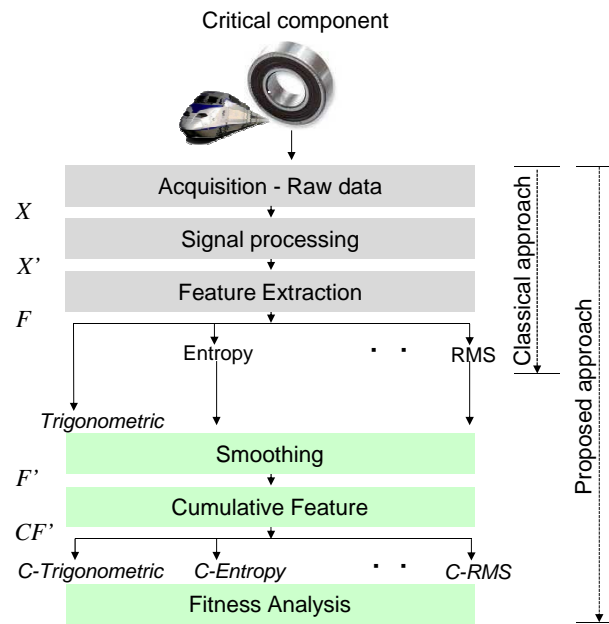 Critical component
Acquisition - Raw data
X
Signal processing
X’
Feature Extraction
F
Entropy
. .
RMS
Trigonometric
Smoothing
F’
Cumulative Feature
CF’
C-Trigonometric
C-Entropy
. .
C-RMS
Fitness Analysis
Classical approach
Proposed approach